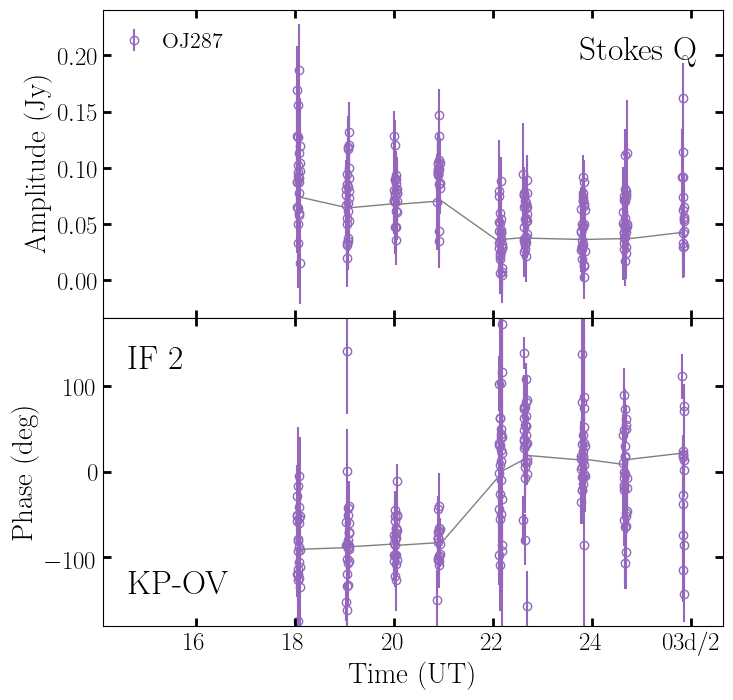 OJ287
Stokes Q
0.20
0.15
0.10
0.05
0.00
Amplitude (Jy)
IF 2
100
0
−100
Phase (deg)
KP-OV
16 18 20 22 24 03d/2
Time (UT)